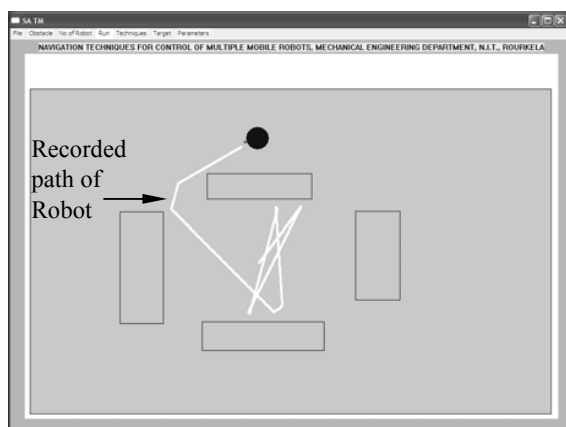 SA TM
File Obstacle No of Robot Run Techniques Target Parameters
NAVIGATION TECHNIQUES FOR CONTROL OF MULTIPLE MOBILE ROBOTS, MECHANICAL ENGINEERING DEPARTMENT, N.I.T., ROURKELA
Recorded
path of
Robot